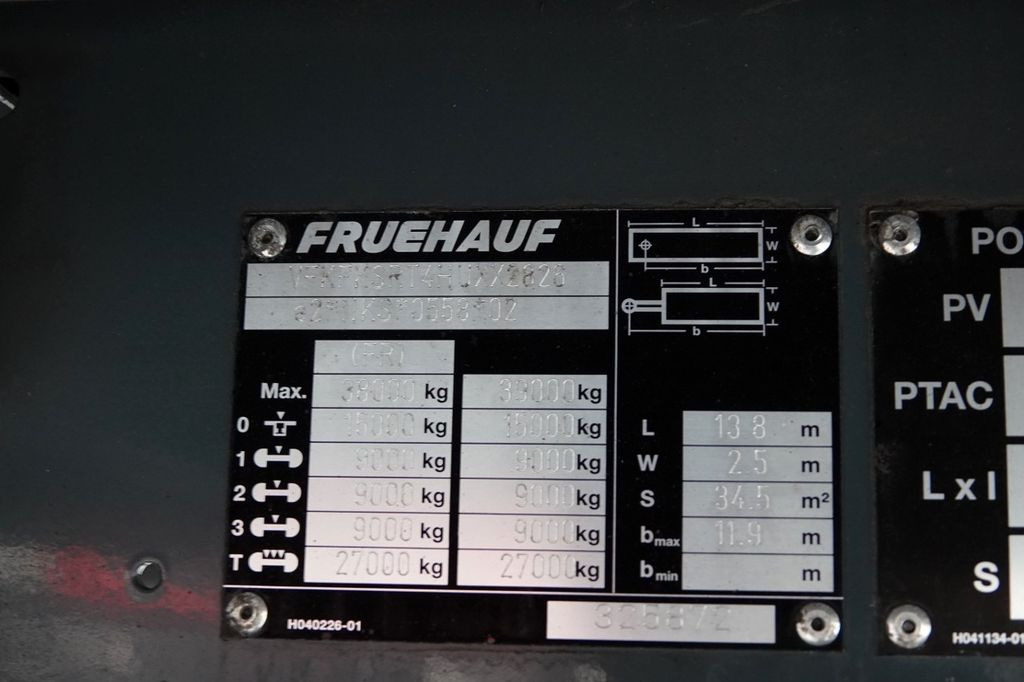 FRUEHAUF
(FR)
Max. 38000 kg 39000 kg
0 15000 kg 15000 kg
1 9000 kg 9000 kg
2 9000 kg 9000 kg
3 9000 kg 9000 kg
T 27000 kg 27000 kg
H040226-01
L
W
b
L
W
b
L 13.8 m
W 2.5 m
S 34.5 m²
bmax 11.9 m
bmin m
PO
PV
PTAC
L x l
S
H041134-01